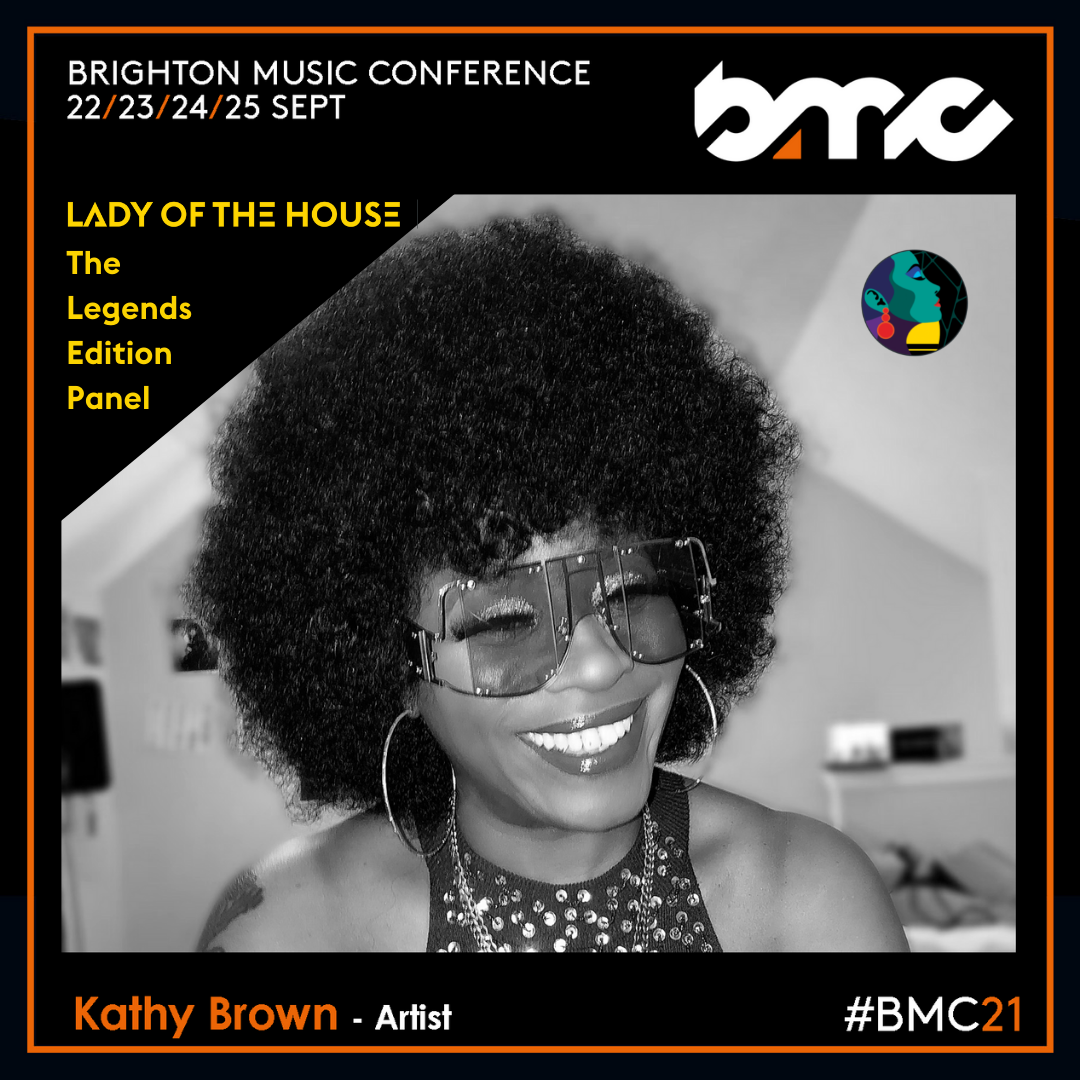 BRIGHTON MUSIC CONFERENCE
22/23/24/25 SEPT
bmc
LADY OF THE HOUSE
The
Legends
Edition
Panel
Kathy Brown - Artist
#BMC21